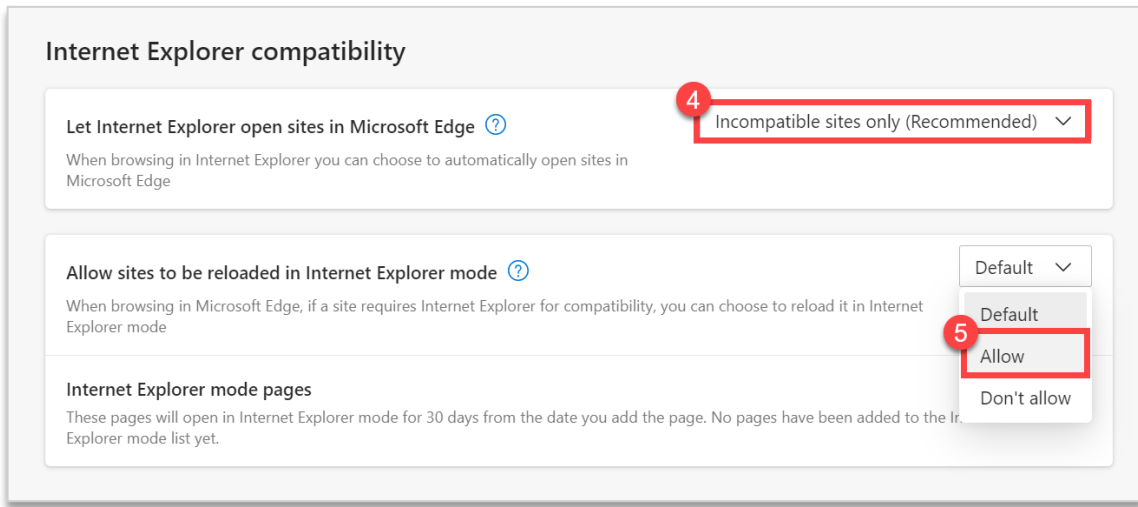 Internet Explorer compatibility
4
Let Internet Explorer open sites in Microsoft Edge ?
Incompatible sites only (Recommended)
When browsing in Internet Explorer you can choose to automatically open sites in
Microsoft Edge
Allow sites to be reloaded in Internet Explorer mode ?
Default
When browsing in Microsoft Edge, if a site requires Internet Explorer for compatibility, you can choose to reload it in Internet
Explorer mode
Default
5
Allow
Don't allow
Internet Explorer mode pages
These pages will open in Internet Explorer mode for 30 days from the date you add the page. No pages have been added to the
Explorer mode list yet.